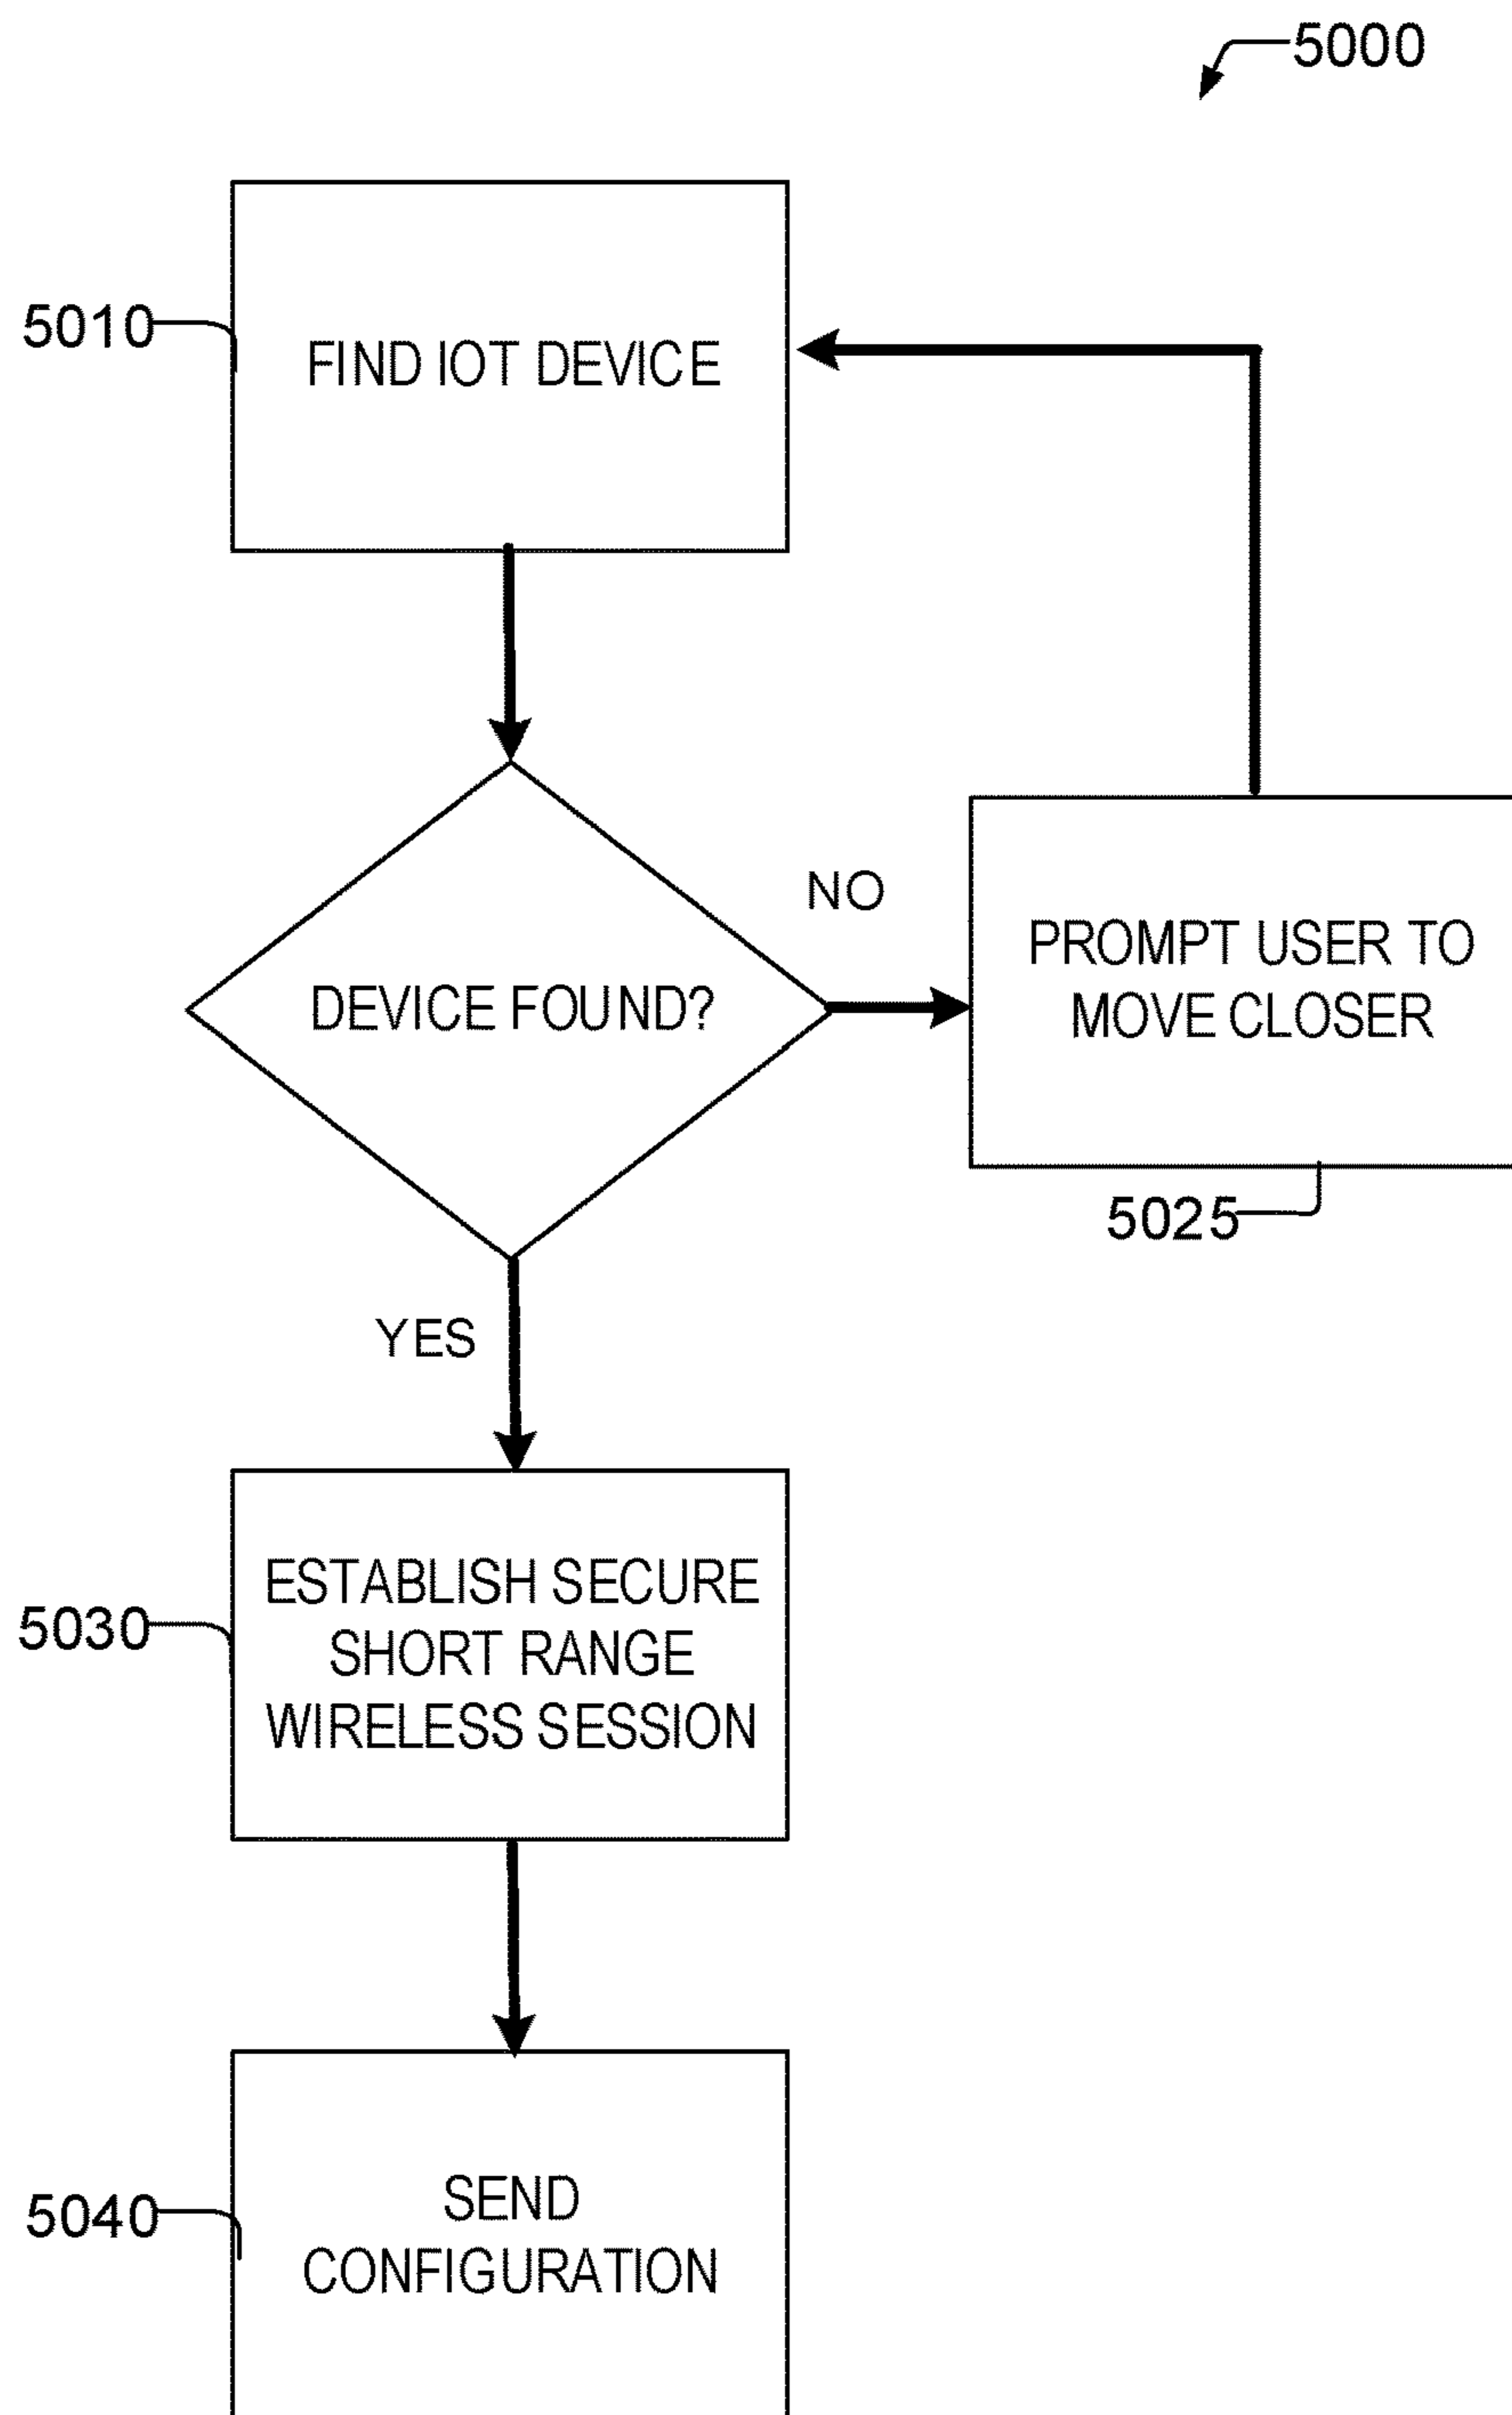 5000
5010
FIND IOT DEVICE
DEVICE FOUND?
NO
PROMPT USER TO
MOVE CLOSER
5025
YES
5030
ESTABLISH SECURE
SHORT RANGE
WIRELESS SESSION
5040
SEND
CONFIGURATION